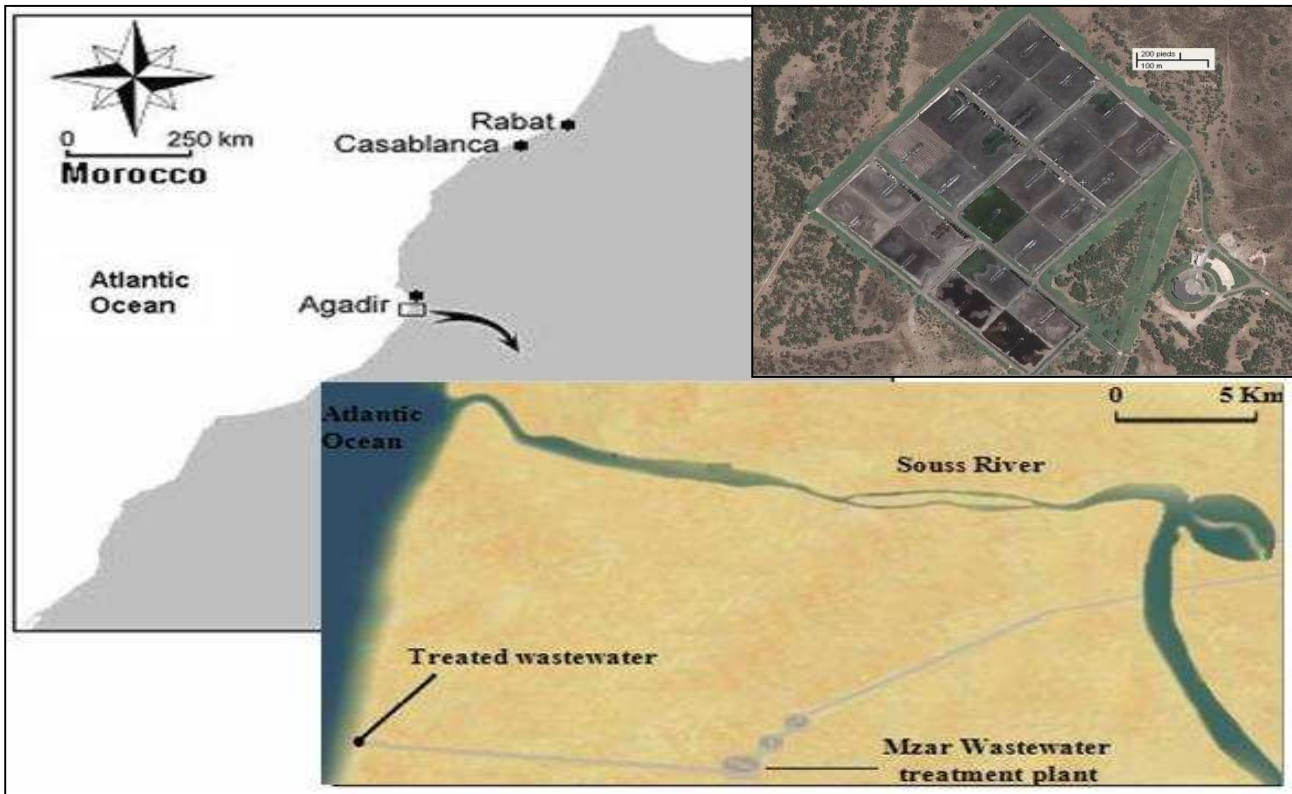 0 250 km
Morocco
Rabat
Casablanca
Atlantic
Ocean
Agadir
200 pieds
100 m
Atlantic
Ocean
0 5 Km
Souss River
Treated wastewater
Mzar Wastewater
treatment plant